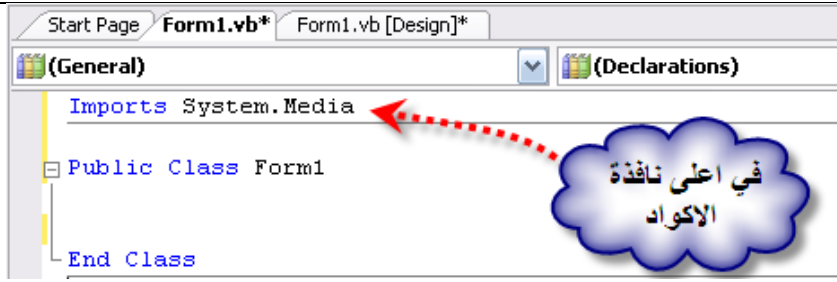 Start Page Form1.vb* Form1.vb [Design]*
(General) (Declarations)
Imports System.Media
Public Class Form1
في اعلى نافذة
الاكواد
End Class